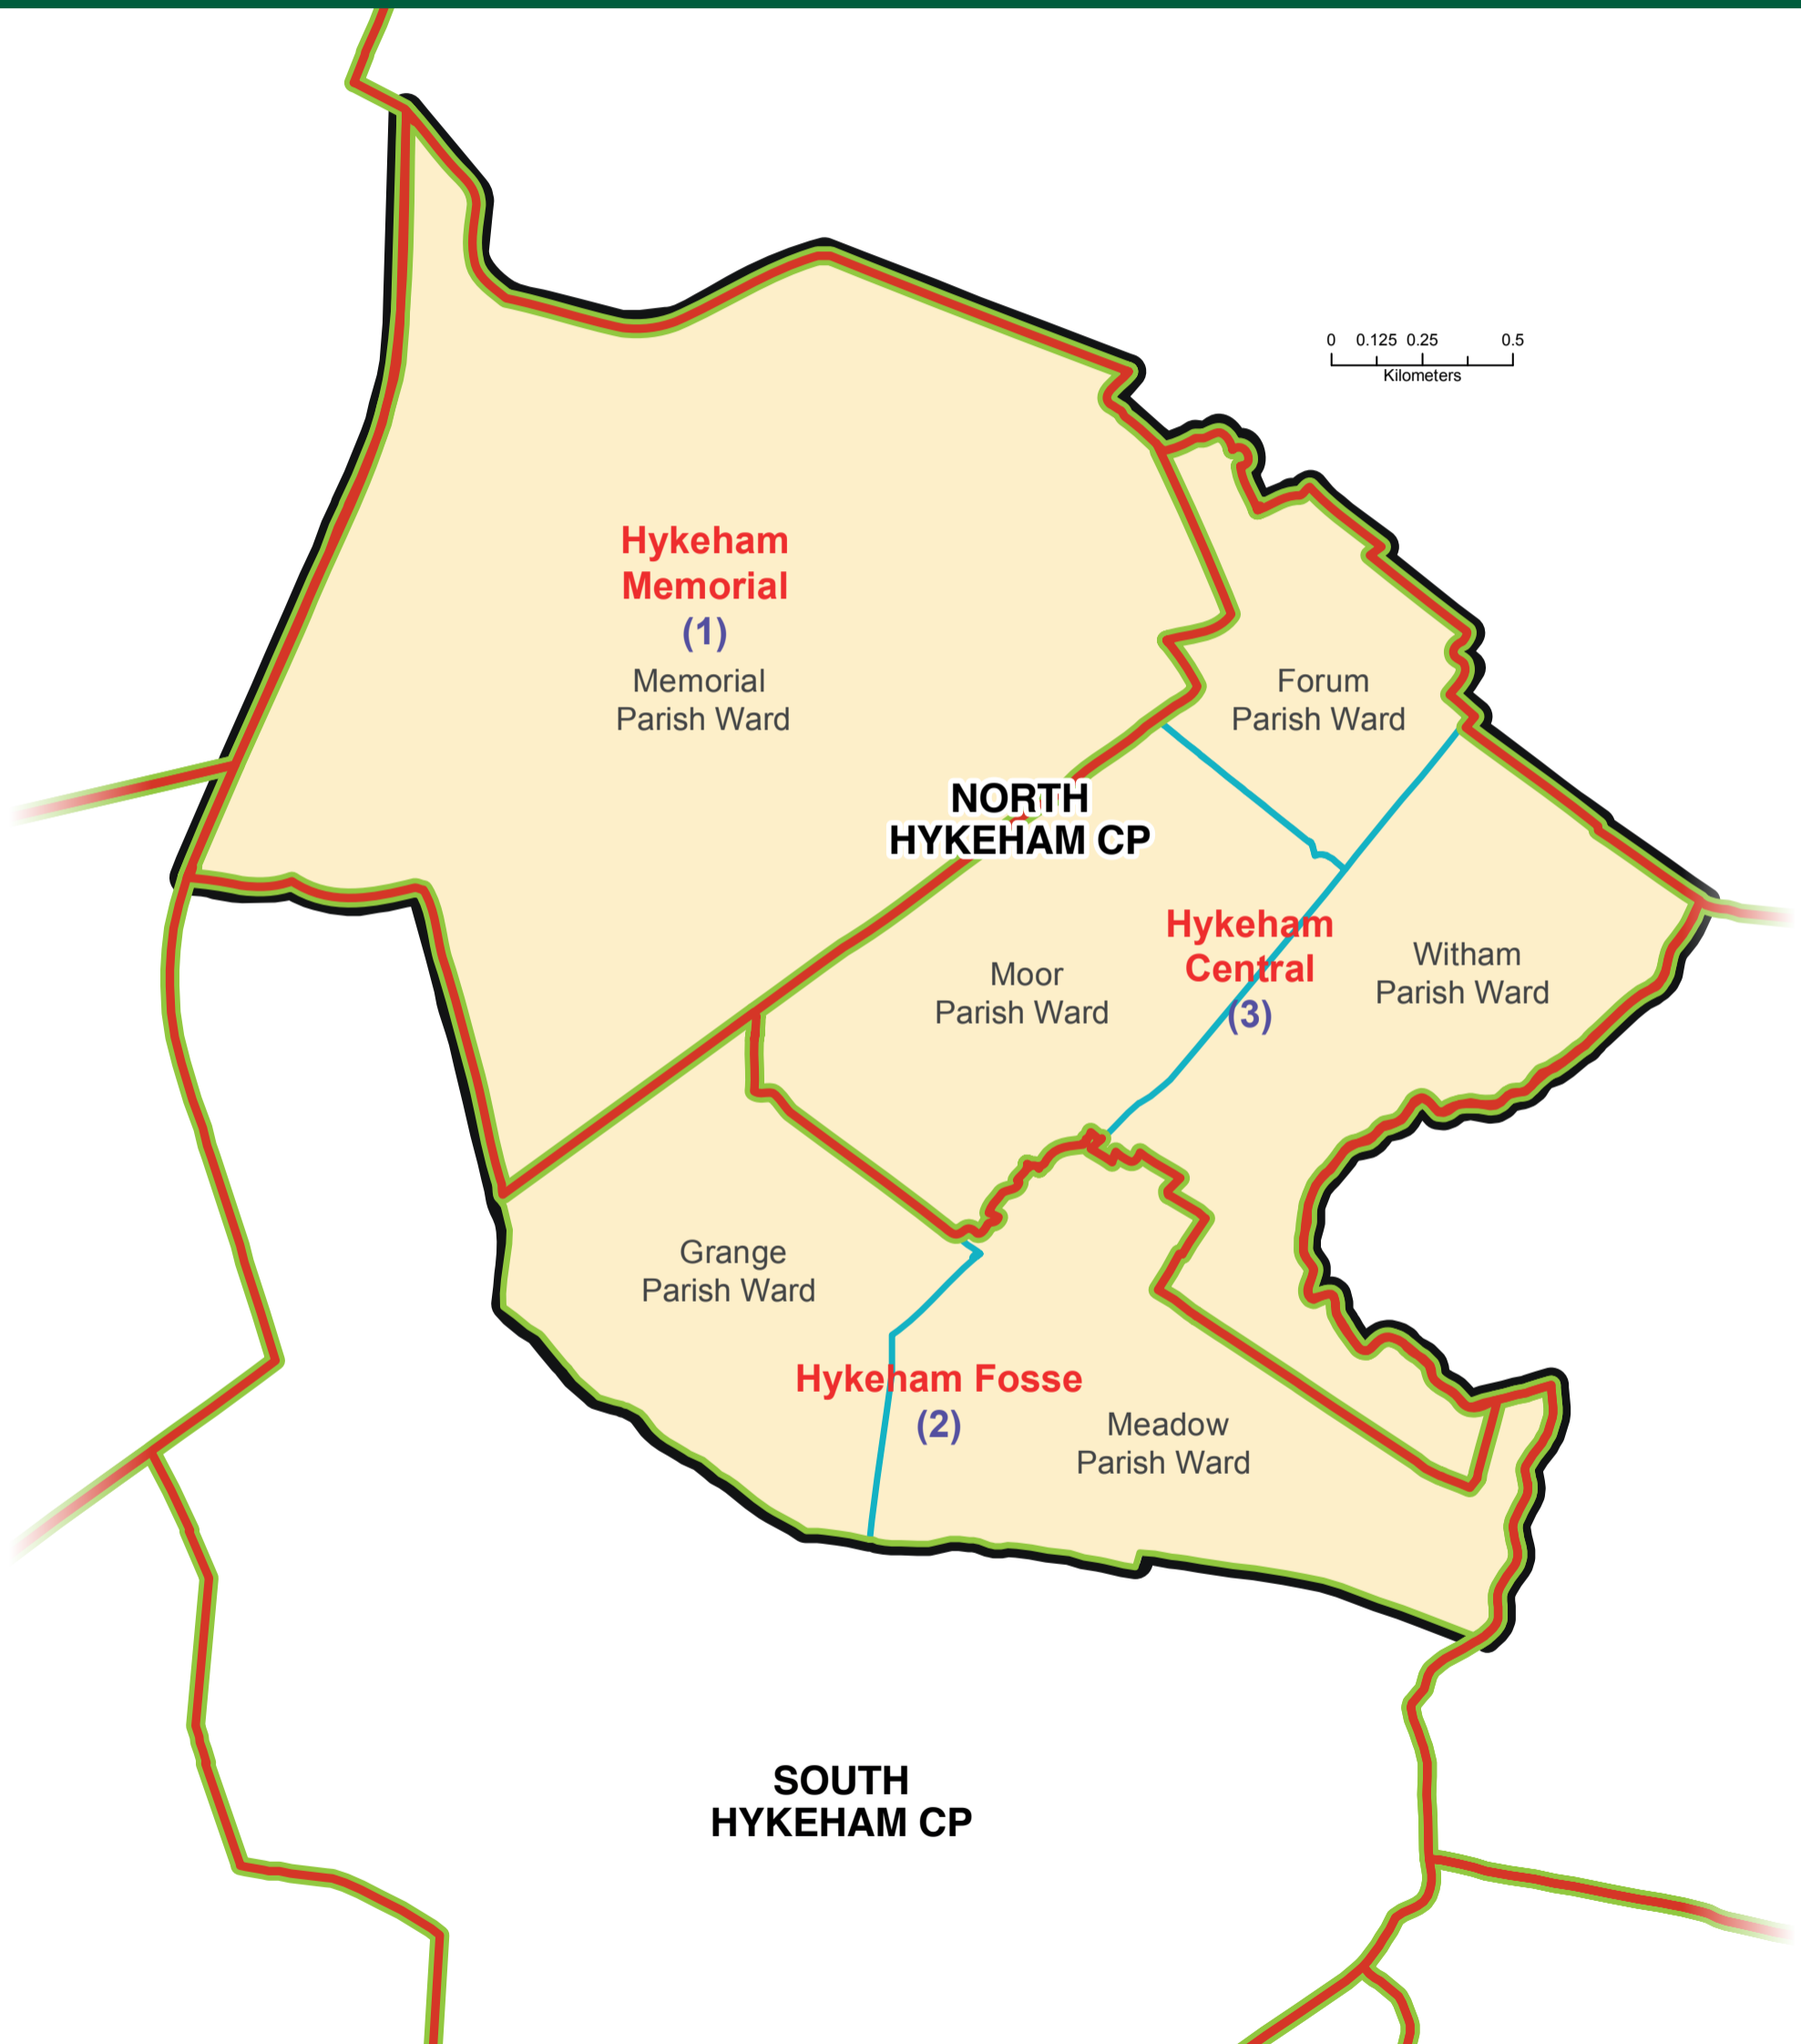 0 0.125 0.25 0.5
Kilometers
Hykeham
Memorial
(1)
Memorial
Parish Ward
Forum
Parish Ward
NORTH
HYKEHAM CP
Hykeham
Central
(3)
Moor
Parish Ward
Witham
Parish Ward
Grange
Parish Ward
Hykeham Fosse
(2)
Meadow
Parish Ward
SOUTH
HYKEHAM CP